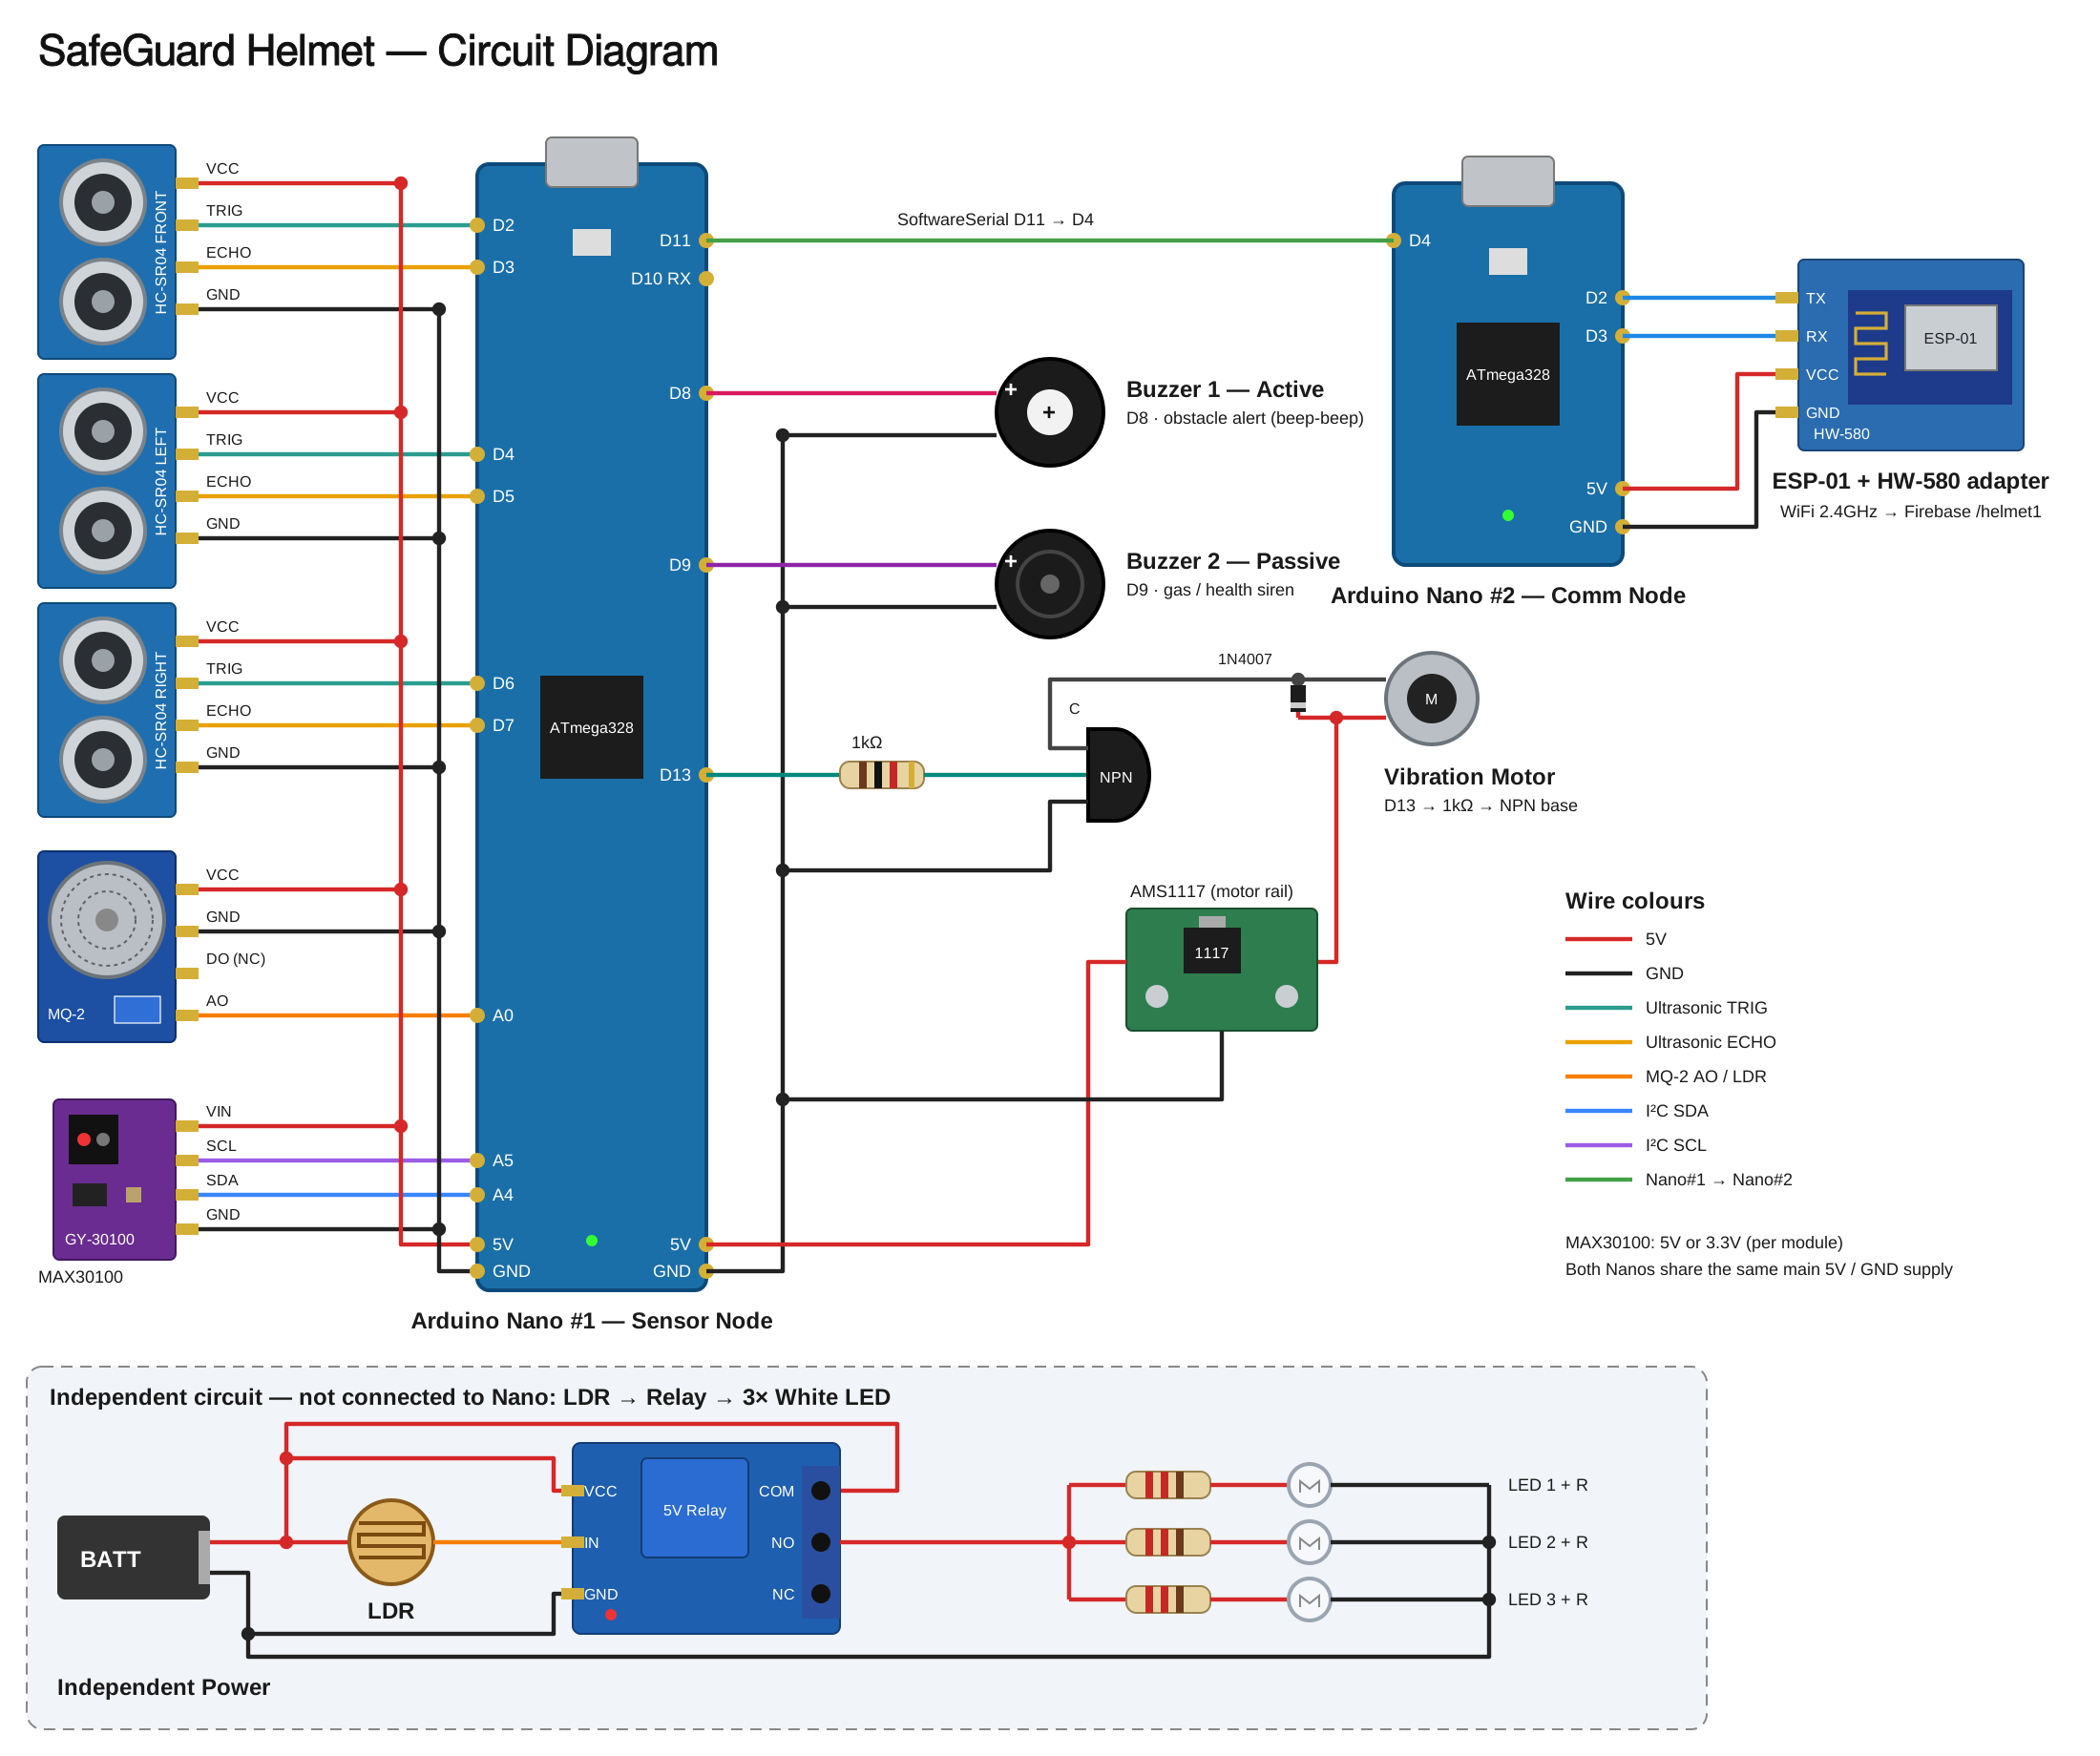 SafeGuard Helmet — Circuit Diagram
HC-SR04 FRONT
VCC
TRIG
ECHO
GND
HC-SR04 LEFT
VCC
TRIG
ECHO
GND
HC-SR04 RIGHT
VCC
TRIG
ECHO
GND
MQ-2
VCC
GND
DO (NC)
AO
GY-30100
VIN
SCL
SDA
GND
MAX30100
D2
D3
D4
D5
D6
D7
ATmega328
A0
A5
A4
5V
GND
D11
D10 RX
D8
D9
D13
5V
GND
Arduino Nano #1 — Sensor Node
SoftwareSerial D11 → D4
+
+
Buzzer 1 — Active
D8 · obstacle alert (beep-beep)
+
Buzzer 2 — Passive
D9 · gas / health siren
D4
D2
D3
ATmega328
5V
GND
Arduino Nano #2 — Comm Node
TX
RX
VCC
GND
HW-580
ESP-01
ESP-01 + HW-580 adapter
WiFi 2.4GHz → Firebase /helmet1
1N4007
C
1kΩ
NPN
M
Vibration Motor
D13 → 1kΩ → NPN base
AMS1117 (motor rail)
1117
Wire colours
5V
GND
Ultrasonic TRIG
Ultrasonic ECHO
MQ-2 AO / LDR
I²C SDA
I²C SCL
Nano#1 → Nano#2
MAX30100: 5V or 3.3V (per module)
Both Nanos share the same main 5V / GND supply
Independent circuit — not connected to Nano: LDR → Relay → 3× White LED
BATT
LDR
VCC
IN
GND
5V Relay
COM
NO
NC
LED 1 + R
LED 2 + R
LED 3 + R
Independent Power